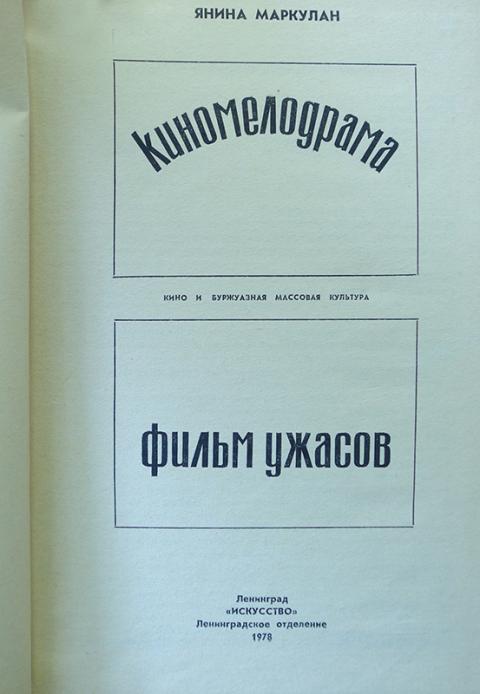 ЯНИНА МАРКУЛАН
Киномелодрама
КИНО И БУРЖУАЗНАЯ МАССОВАЯ КУЛЬТУРА
фильм ужасов
Ленинград
«ИСКУССТВО»
Ленинградское отделение
1978